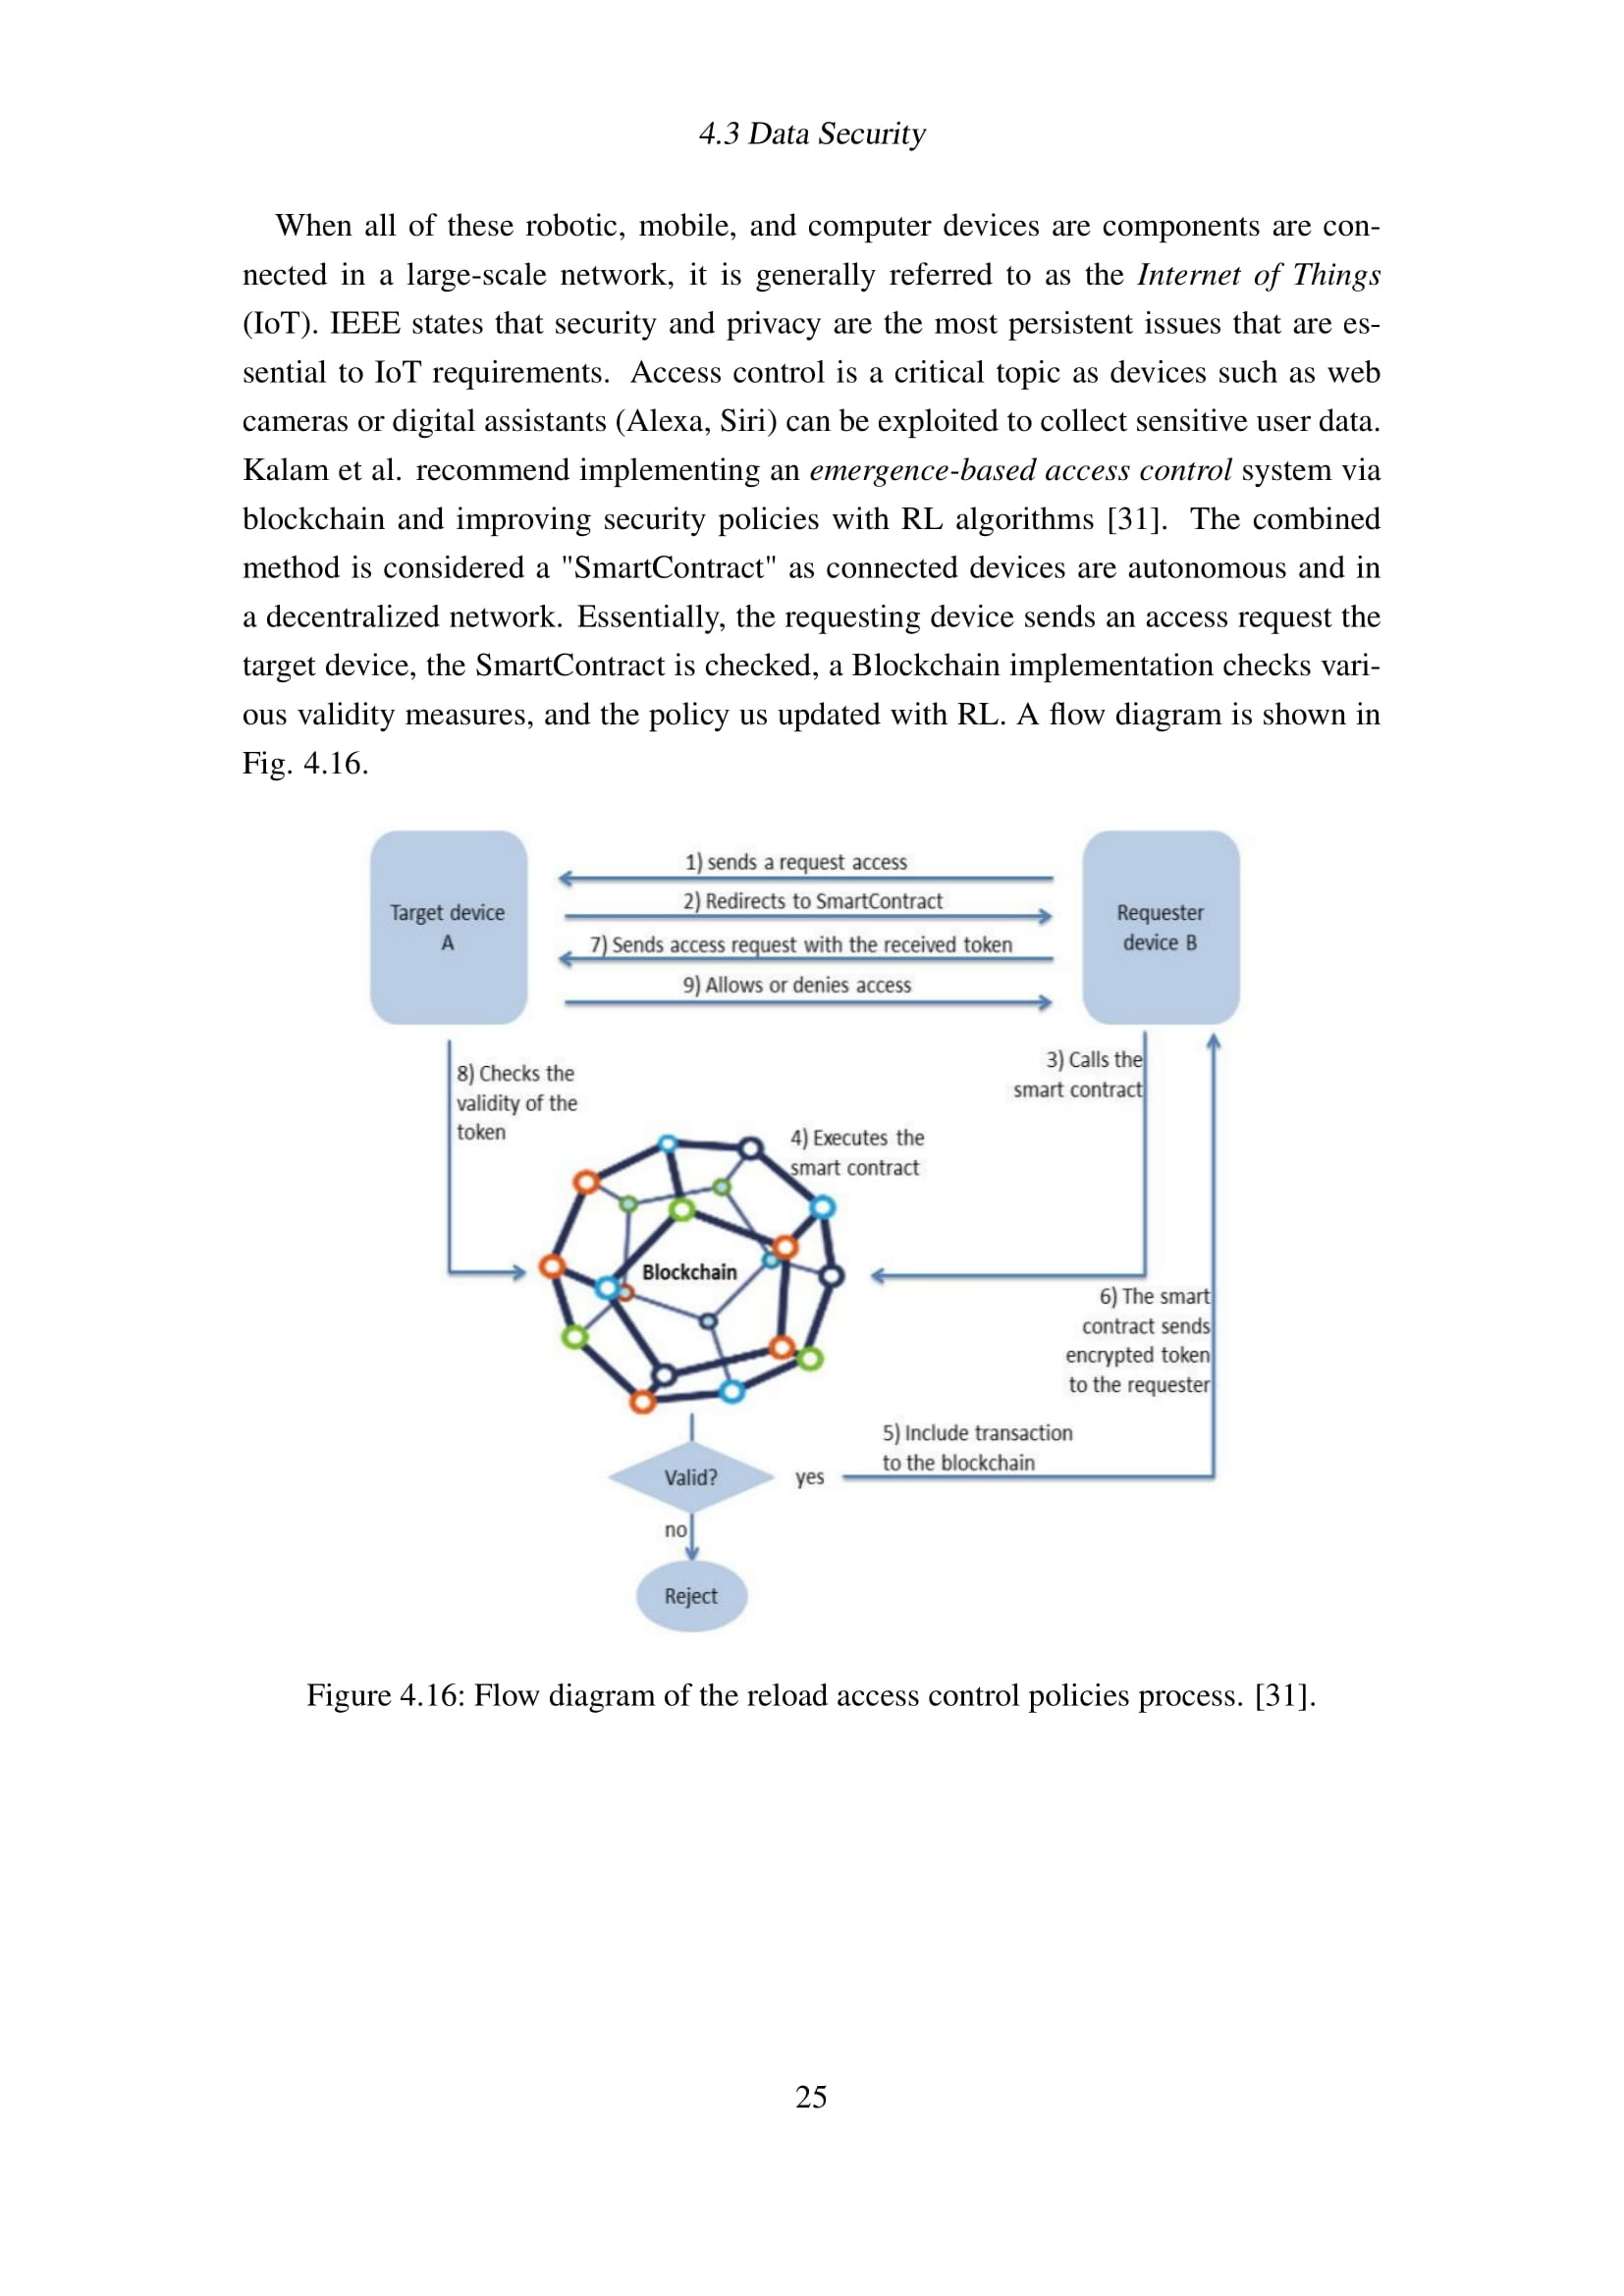 4.3 Data Security
When all of these robotic, mobile, and computer devices are components are con-
nected in a large-scale network, it is generally referred to as the Internet of Things
(IoT). IEEE states that security and privacy are the most persistent issues that are es-
sential to IoT requirements. Access control is a critical topic as devices such as web
cameras or digital assistants (Alexa, Siri) can be exploited to collect sensitive user data.
Kalam et al. recommend implementing an emergence-based access control system via
blockchain and improving security policies with RL algorithms [31]. The combined
method is considered a "SmartContract" as connected devices are autonomous and in
a decentralized network. Essentially, the requesting device sends an access request the
target device, the SmartContract is checked, a Blockchain implementation checks vari-
ous validity measures, and the policy us updated with RL. A flow diagram is shown in
Fig. 4.16.
Target device
A
1) sends a request access
2) Redirects to SmartContract
7) Sends access request with the received token
9) Allows or denies access
Requester
device B
8) Checks the
validity of the
token
3) Calls the
smart contract
4) Executes the
smart contract
Blockchain
6) The smart
contract sends
encrypted token
to the requester
5) Include transaction
to the blockchain
Valid?
yes
no
Reject
Figure 4.16: Flow diagram of the reload access control policies process. [31].
25